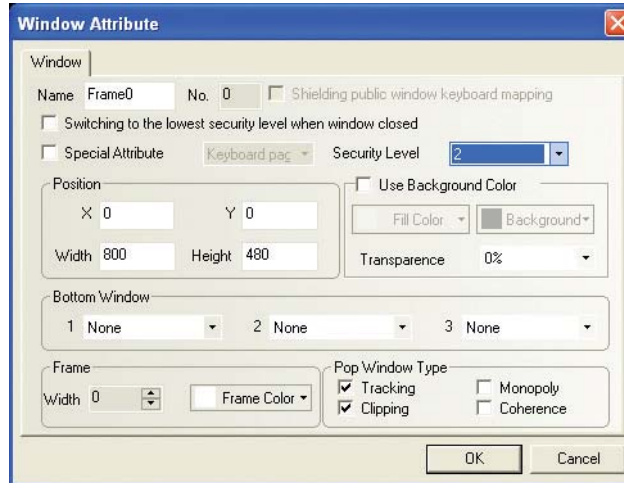 Window Attribute
Window
Name Frame0 No. 0 Shielding public window keyboard mapping
Switching to the lowest security level when window closed
Special Attribute Keyboard pag Security Level 2
Position
X 0 Y 0
Width 800 Height 480
Use Background Color
Fill Color Background
Transparence 0%
Bottom Window
1 None 2 None 3 None
Frame
Width 0 Frame Color
Pop Window Type
Tracking Monopoly
Clipping Coherence
OK Cancel